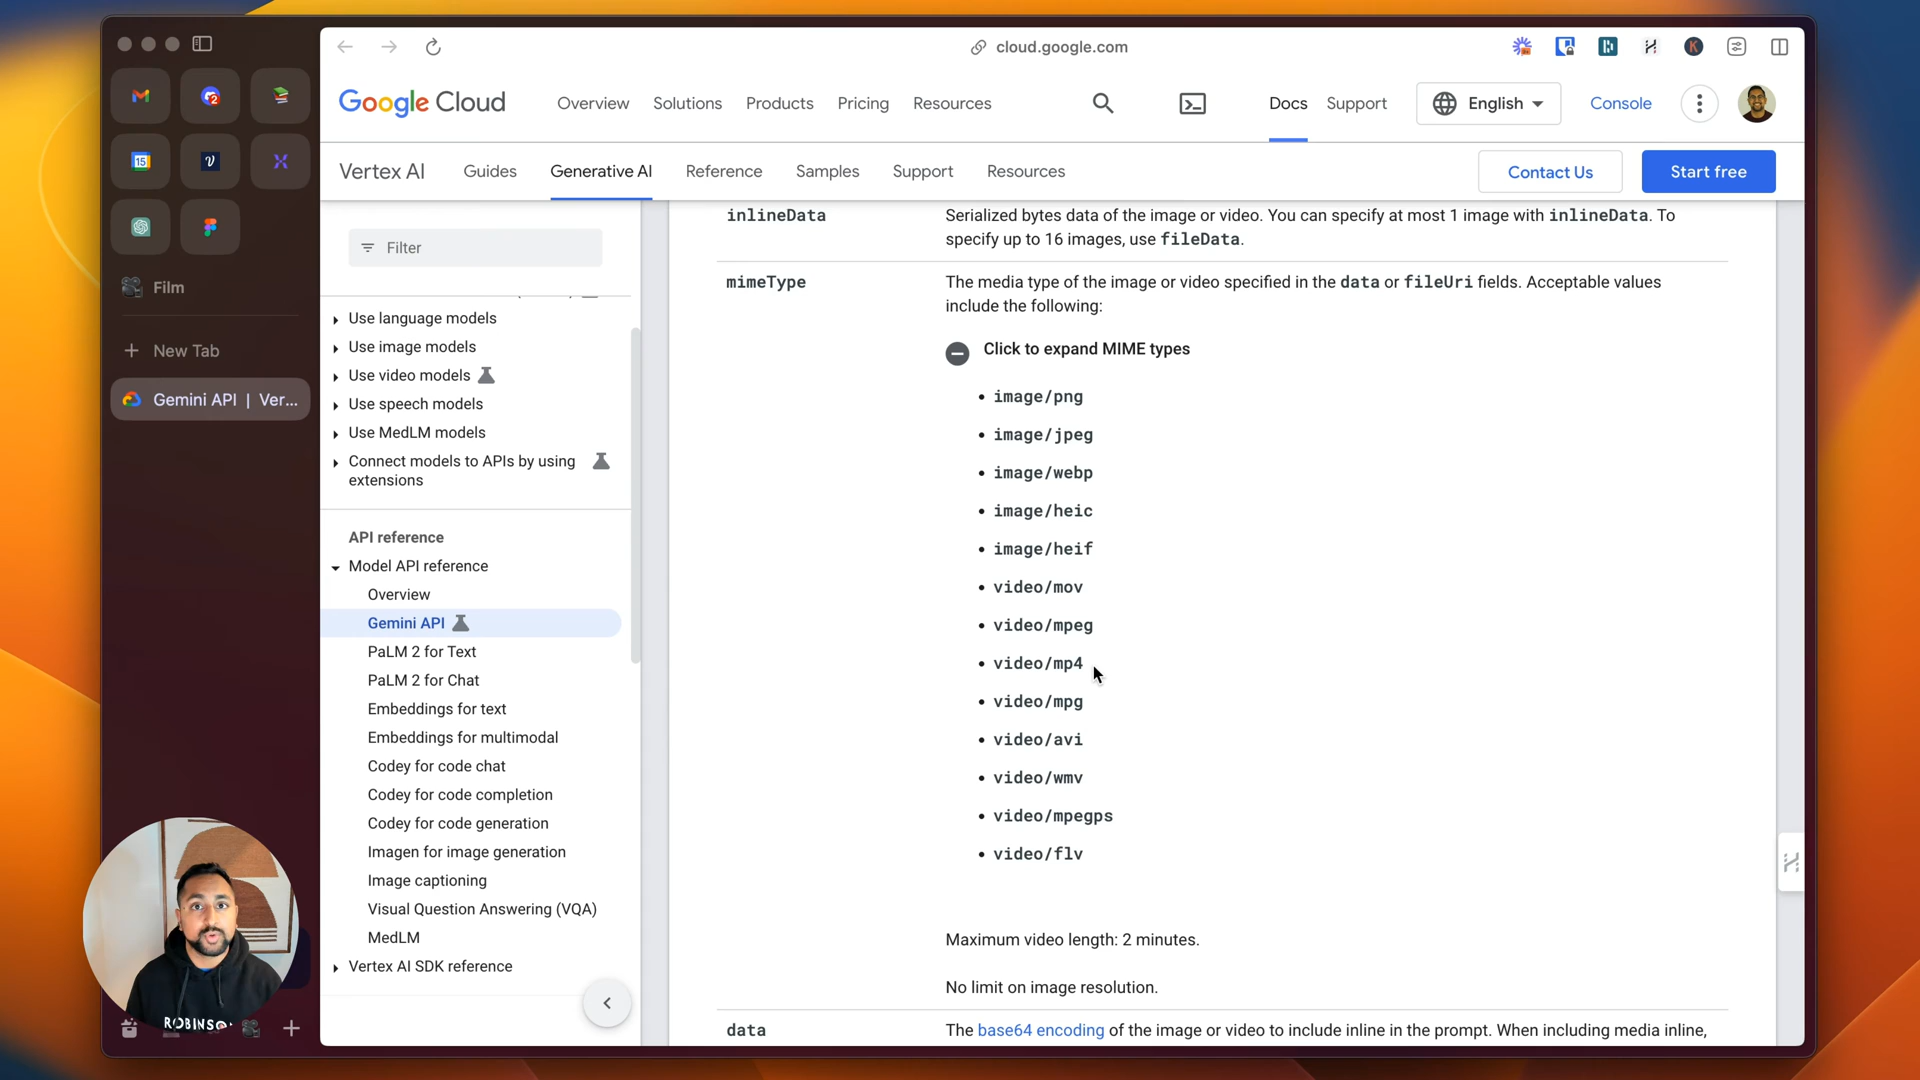 cloud.google.com
Google Cloud
Overview
Solutions
Products
Pricing
Resources
Docs
Support
English
Console
Vertex AI
Guides
Generative AI
Reference
Samples
Support
Resources
Contact Us
Start free
2
15
Film
New Tab
Gemini API | Ver...
Filter
Use language models
Use image models
Use video models
Use speech models
Use MedLM models
Connect models to APIs by using
extensions
API reference
Model API reference
Overview
Gemini API
PaLM 2 for Text
PaLM 2 for Chat
Embeddings for text
Embeddings for multimodal
Codey for code chat
Codey for code completion
Codey for code generation
Imagen for image generation
Image captioning
Visual Question Answering (VQA)
MedLM
Vertex AI SDK reference
inlineData
Serialized bytes data of the image or video. You can specify at most 1 image with inlineData. To
specify up to 16 images, use fileData.
mimeType
The media type of the image or video specified in the data or fileUri fields. Acceptable values
include the following:
Click to expand MIME types
image/png
image/jpeg
image/webp
image/heic
image/heif
video/mov
video/mpeg
video/mp4
video/mpg
video/avi
video/wmv
video/mpegps
video/flv
Maximum video length: 2 minutes.
No limit on image resolution.
data
The base64 encoding of the image or video to include inline in the prompt. When including media inline,